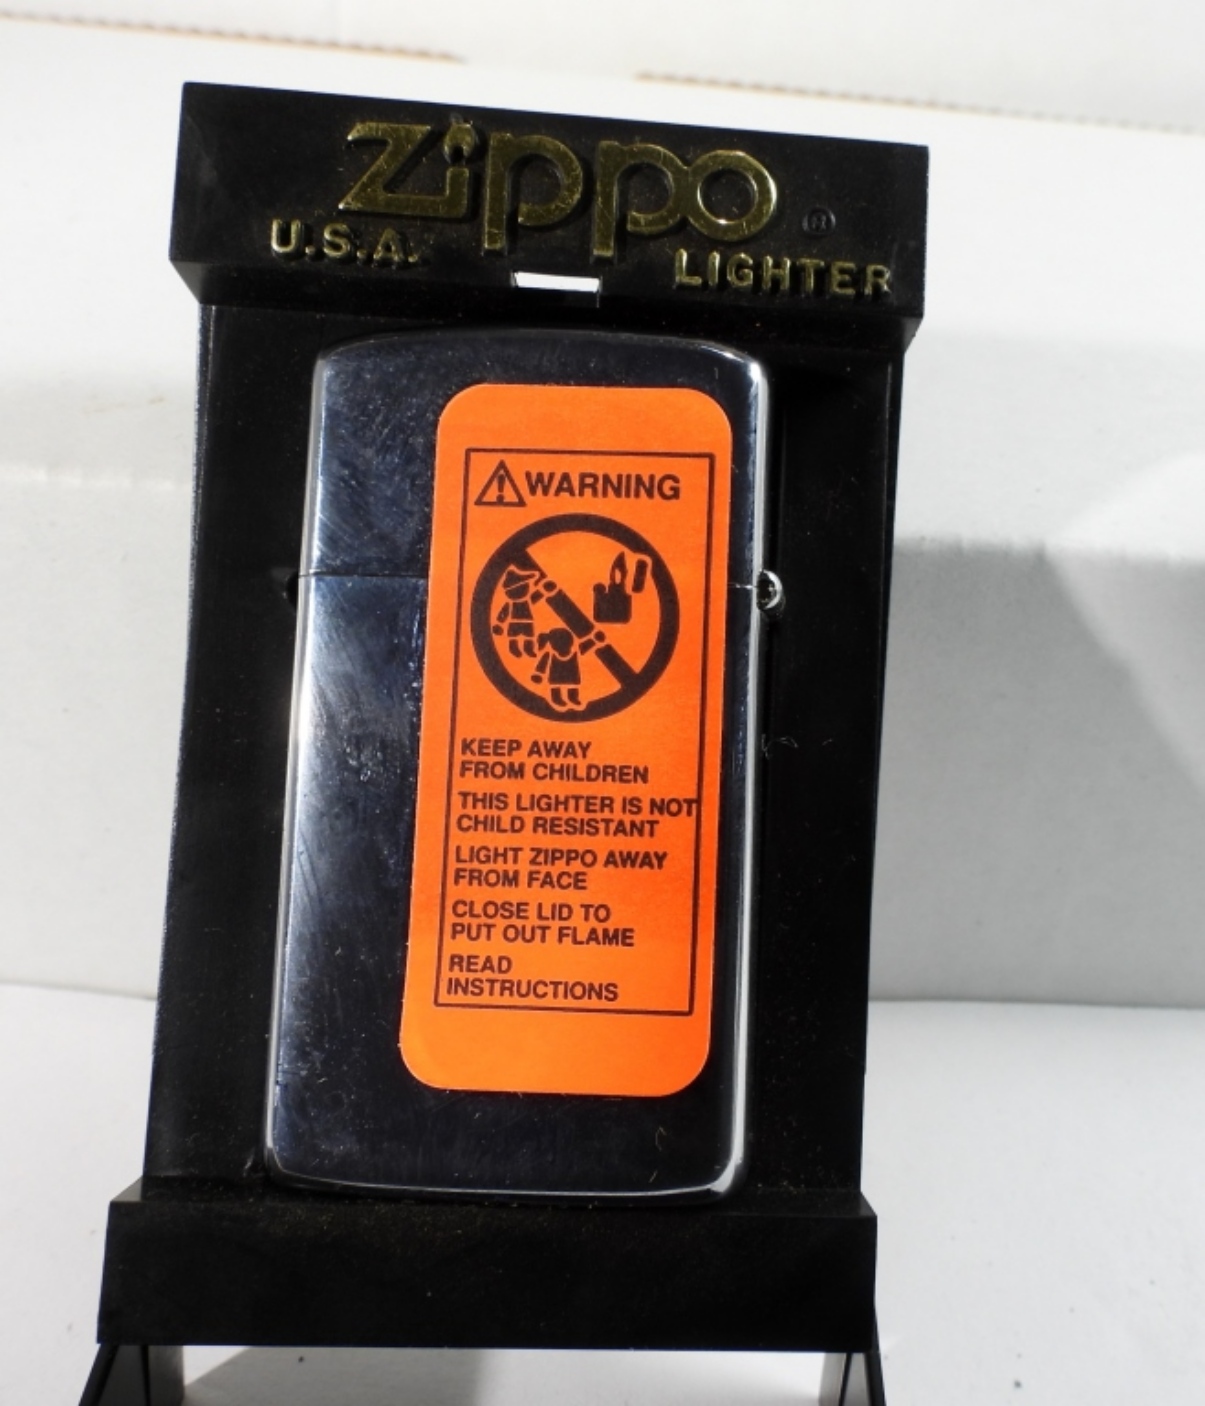 Zippo
®
U.S.A. LIGHTER
WARNING
KEEP AWAY
FROM CHILDREN
THIS LIGHTER IS NOT
CHILD RESISTANT
LIGHT ZIPPO AWAY
FROM FACE
CLOSE LID TO
PUT OUT FLAME
READ
INSTRUCTIONS